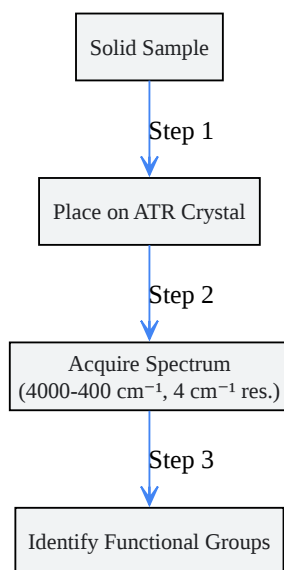 Solid Sample
Step 1
Place on ATR Crystal
Step 2
Acquire Spectrum
(4000-400 cm⁻¹, 4 cm⁻¹ res.)
Step 3
Identify Functional Groups